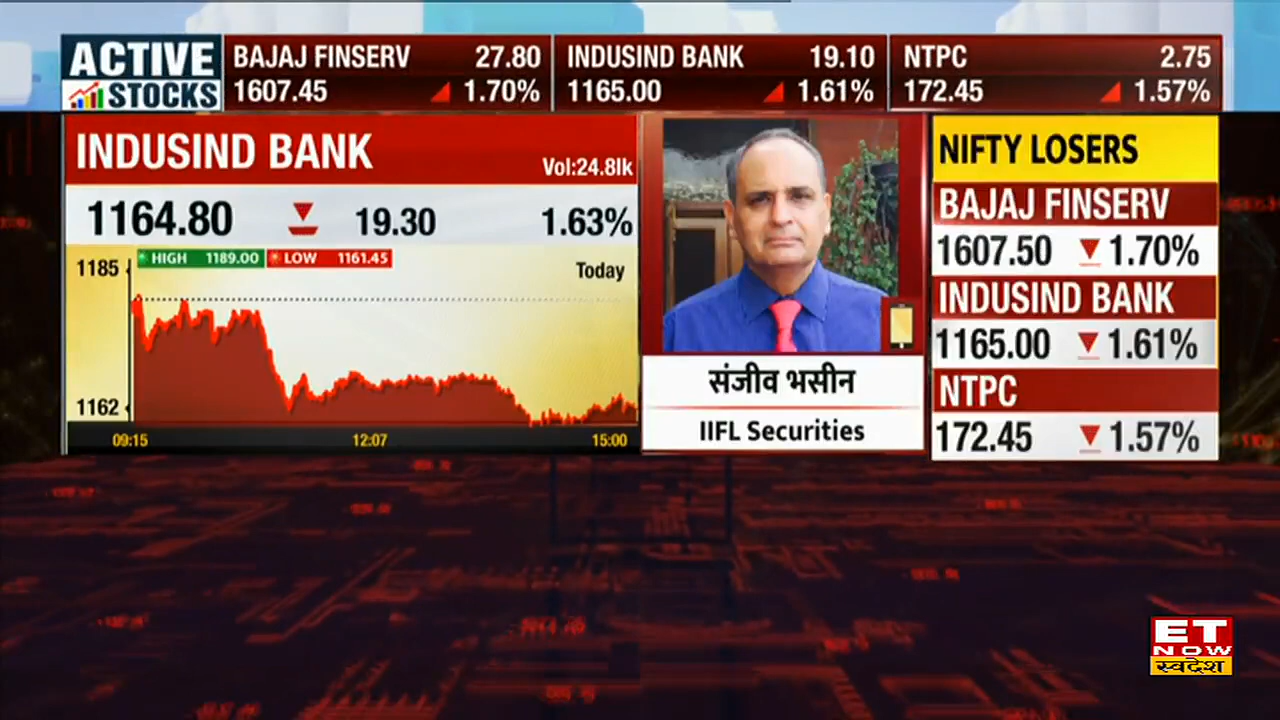 ACTIVE
STOCKS
BAJAJ FINSERV 27.80
1607.45 1.70%
INDUSIND BANK 19.10
1165.00 1.61%
NTPC 2.75
172.45 1.57%
INDUSIND BANK Vol:24.8lk
1164.80 19.30 1.63%
HIGH 1189.00 LOW 1161.45
Today
1185
1162
09:15 12:07 15:00
संजीव भसीन
IIFL Securities
NIFTY LOSERS
BAJAJ FINSERV
1607.50 1.70%
INDUSIND BANK
1165.00 1.61%
NTPC
172.45 1.57%
ET
NOW
स्वदेश